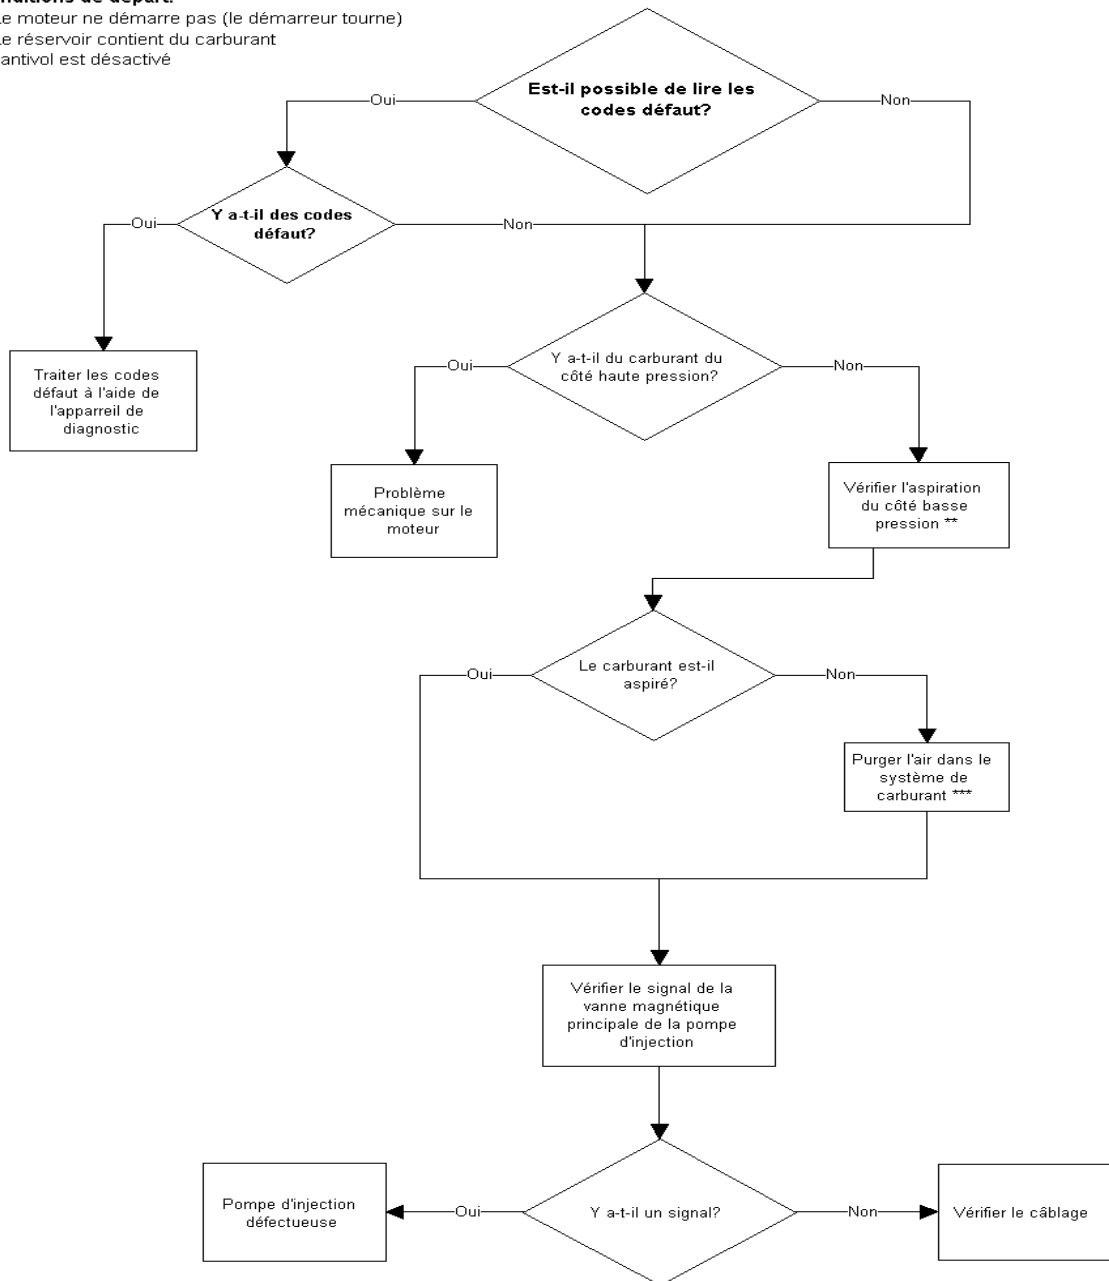 Le moteur ne démarre pas (le démarreur tourne)
Le réservoir contient du carburant
antivol est désactivé
Est-il possible de lire les
codes défaut?
Oui
Non
Y a-t-il des codes
défaut?
Oui
Non
Traiter les codes
défaut à l'aide de
l'apparreil de
diagnostic
Y a-t-il du carburant du
côté haute pression?
Oui
Non
Problème
mécanique sur le
moteur
Vérifier l'aspiration
du côté basse
pression **
Le carburant est-il
aspiré?
Oui
Non
Purger l'air dans le
système de
carburant ***
Vérifier le signal de la
vanne magnétique
principale de la pompe
d'injection
Pompe d'injection
défectueuse
Oui
Y a-t-il un signal?
Non
Vérifier le câblage